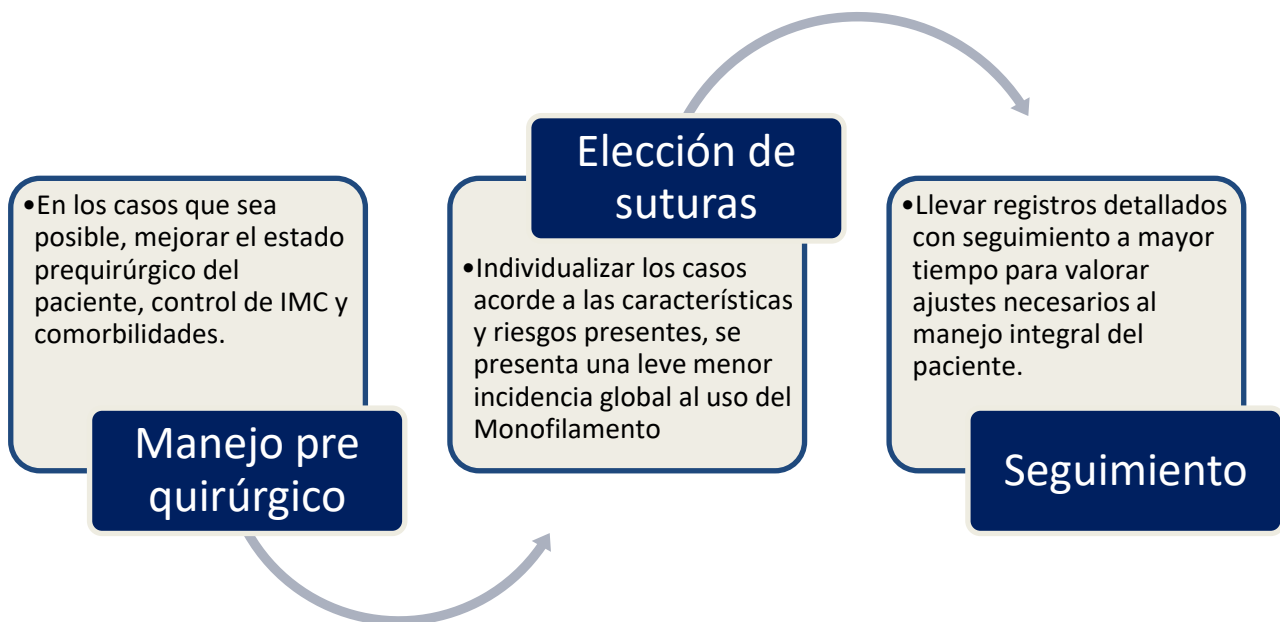 •En los casos que sea
posible, mejorar el estado
prequirúrgico del
paciente, control de IMC y
comorbilidades.
Manejo pre
quirúrgico
Elección de
suturas
•Individualizar los casos
acorde a las características
y riesgos presentes, se
presenta una leve menor
incidencia global al uso del
Monofilamento
•Llevar registros detallados
con seguimiento a mayor
tiempo para valorar
ajustes necesarios al
manejo integral del
paciente.
Seguimiento